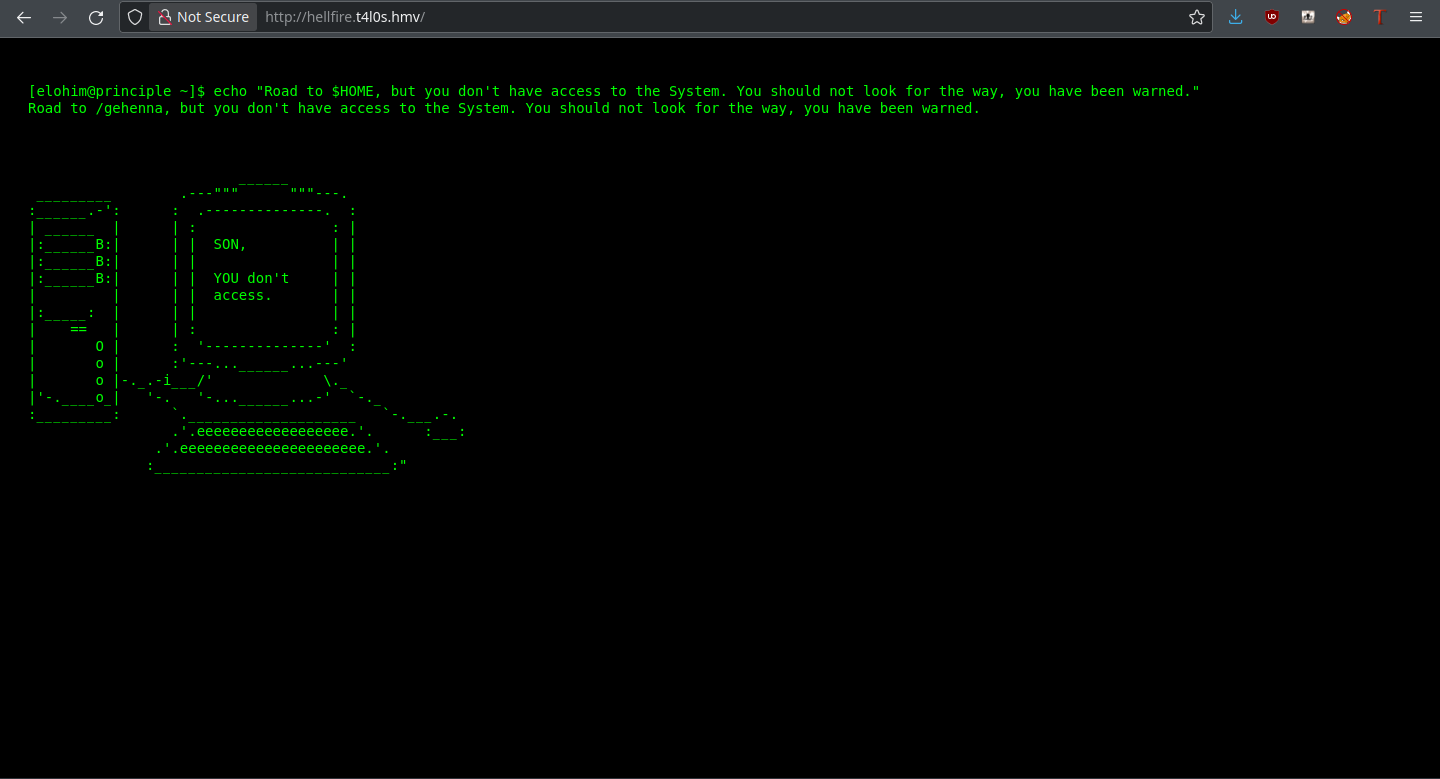 Not Secure http://hellfire.t4l0s.hmv/
[elohim@principle ~]$ echo "Road to $HOME, but you don't have access to the System. You should not look for the way, you have been warned."
Road to /gehenna, but you don't have access to the System. You should not look for the way, you have been warned.
B:
SON,
B:
B:
YOU don't
access.
==
O
o
o
o
eeeeeeeeeeeeeeeeee
eeeeeeeeeeeeeeeeeeeeee